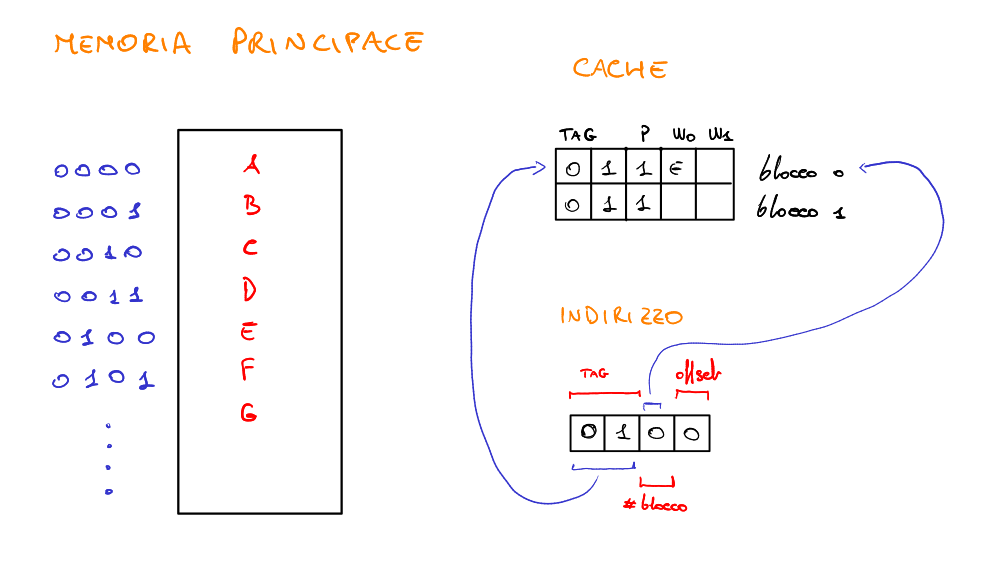 MEMORIA PRINCIPACE
CACHE
TAG P W0 W1
0 1 1 E blocco 0
0 1 1 blocco 1
0000 A
0001 B
0010 C
0011 D
0100 E
0101 F
G
INDIRIZZO
TAG offset
0 1 0 0
# blocco